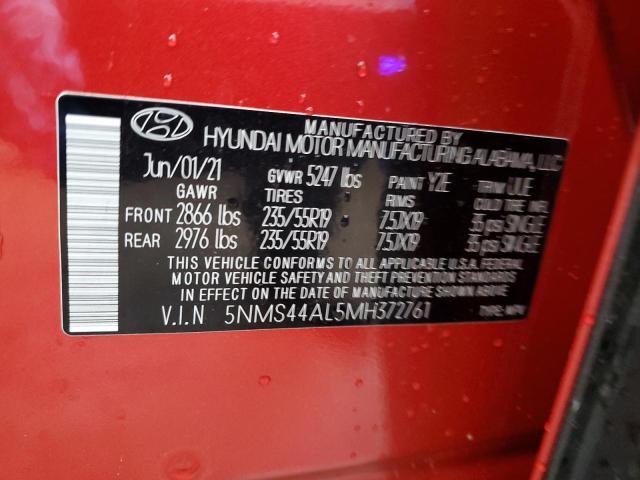 MANUFACTURED BY
HYUNDAI MOTOR MANUFACTURING ALABAMA, LLC
Jun/01/21 GVWR 5247 lbs PAINT Y2E TRIM UUE
GAWR TIRES RIMS COLD TIRE INFL
FRONT 2866 lbs 235/55R19 7.5JX19 35 psi SINGLE
REAR 2976 lbs 235/55R19 7.5JX19 35 psi SINGLE
THIS VEHICLE CONFORMS TO ALL APPLICABLE U.S.A. FEDERAL
MOTOR VEHICLE SAFETY AND THEFT PREVENTION STANDARDS
IN EFFECT ON THE DATE OF MANUFACTURE SHOWN ABOVE.
V.I.N 5NMS44AL5MH372761 TYPE: MPV